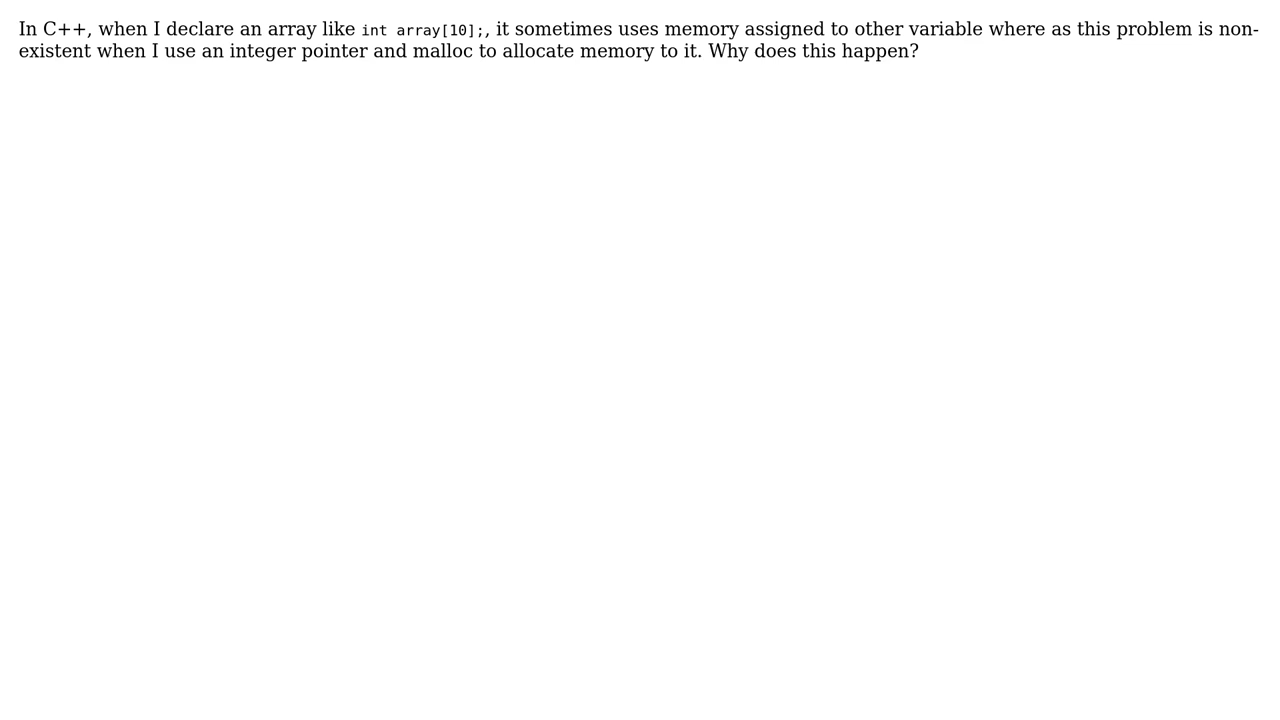 In C++, when I declare an array like int array[10];, it sometimes uses memory assigned to other variable where as this problem is non-
existent when I use an integer pointer and malloc to allocate memory to it. Why does this happen?